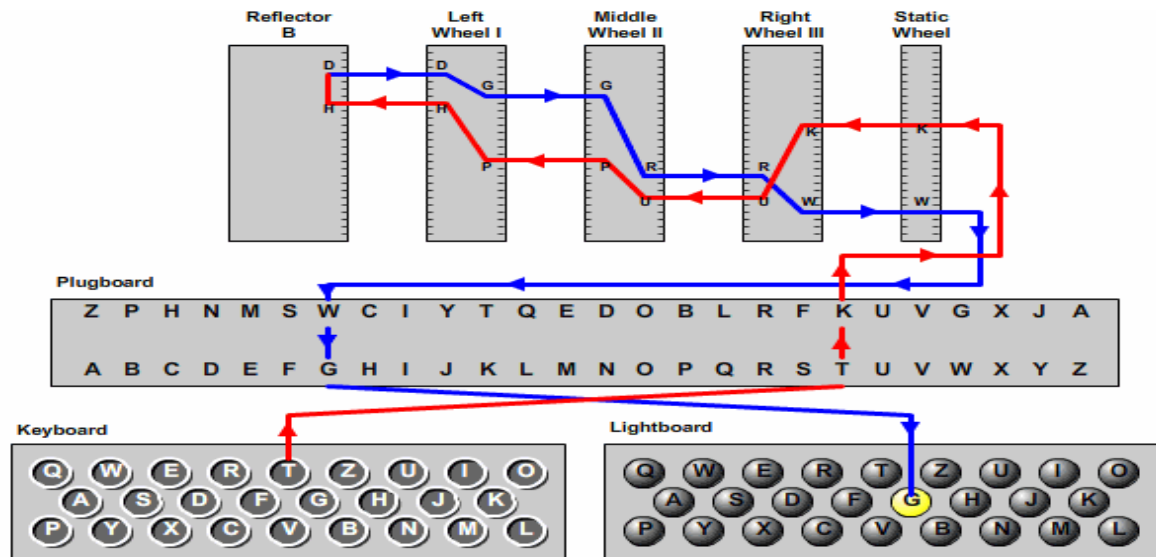 Reflector B
Left Wheel I
Middle Wheel II
Right Wheel III
Static Wheel
D D G G
H H K K
P P R R
U U W W
Plugboard
Z P H N M S W C I Y T Q E D O B L R F K U V G X J A
A B C D E F G H I J K L M N O P Q R S T U V W X Y Z
Keyboard
Q W E R T Z U I O
A S D F G H J K
P Y X C V B N M L
Lightboard
Q W E R T Z U I O
A S D F G H J K
P Y X C V B N M L